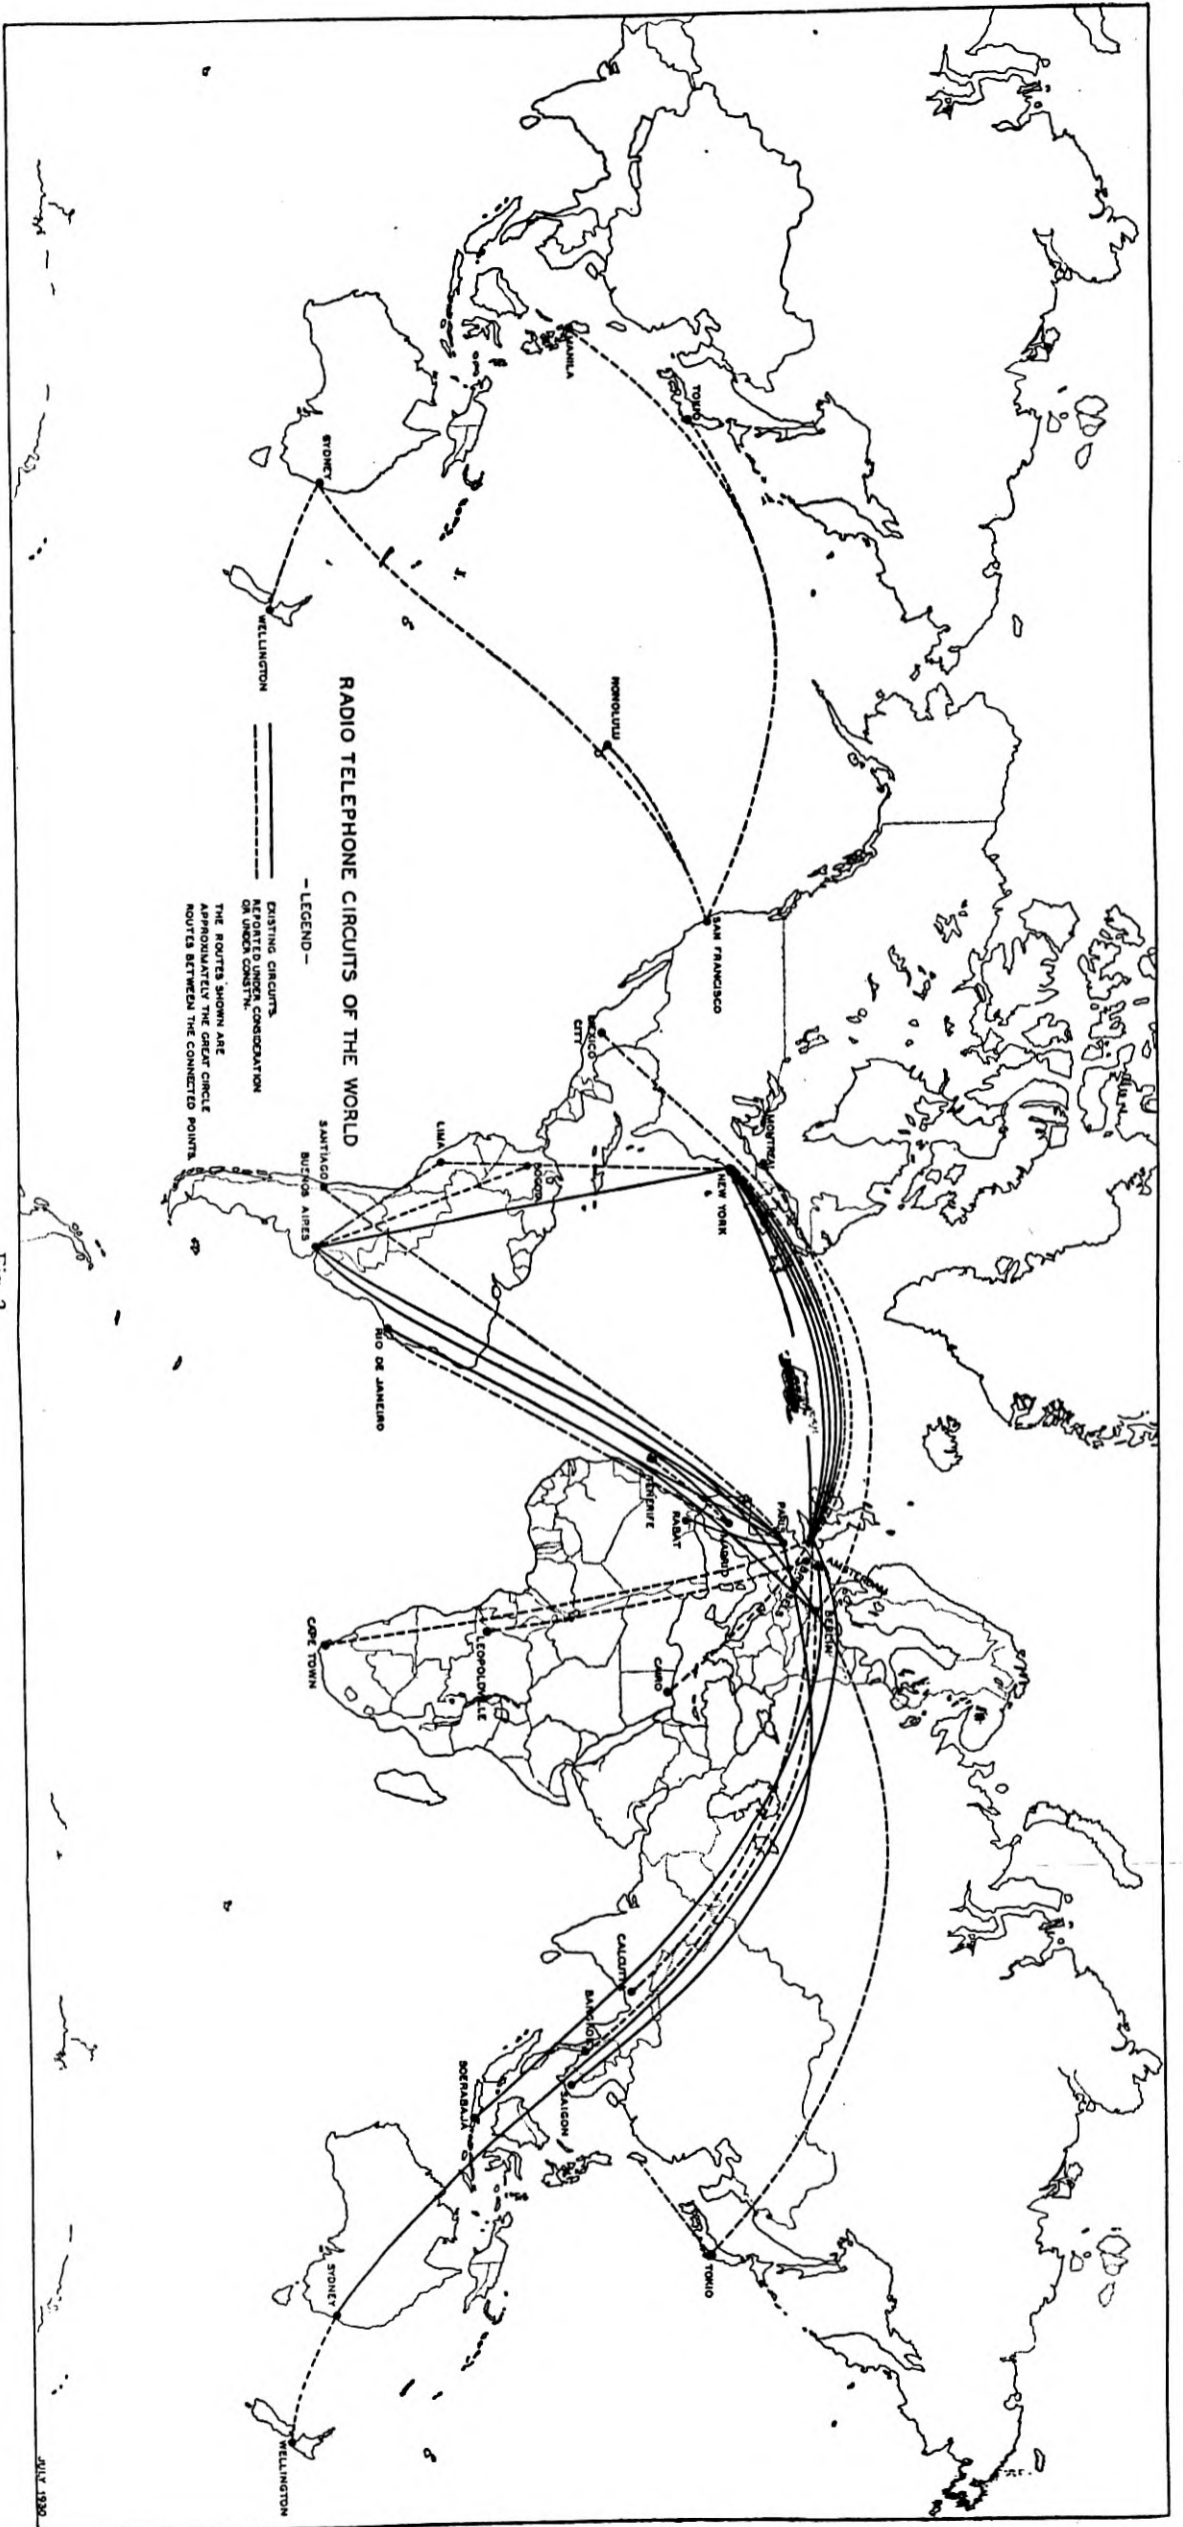 MANILA
TOKIO
SYDNEY
WELLINGTON
HONOLULU
SAN FRANCISCO
MEXICO
CITY
MONTREAL
NEW YORK
BOGOTA
LIMA
SANTIAGO
BUENOS AIRES
RIO DE JANEIRO
RADIO TELEPHONE CIRCUITS OF THE WORLD
-LEGEND-
EXISTING CIRCUITS.
REPORTED UNDER CONSIDERATION
OR UNDER CONST'N.
THE ROUTES SHOWN ARE
APPROXIMATELY THE GREAT CIRCLE
ROUTES BETWEEN THE CONNECTED POINTS.
TENERIFE
RABAT
MADRID
PARIS
AMSTERDAM
BERLIN
CAIRO
LEOPOLDVILLE
CAPE TOWN
CALCUTTA
BANGKOK
SAIGON
SOERABAJA
TOKIO
SYDNEY
WELLINGTON
JULY 1930